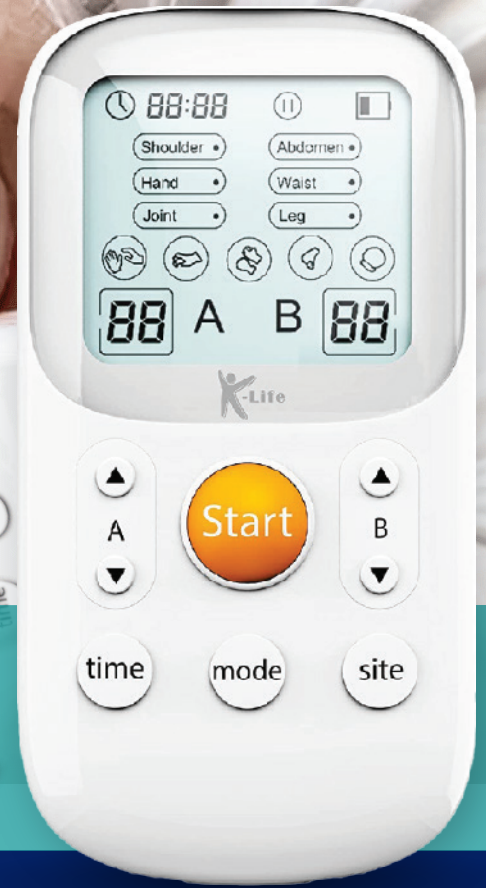 88:88
Shoulder Abdomen
Hand Waist
Joint Leg
88 A B 88
K-Life
A Start B
time mode site